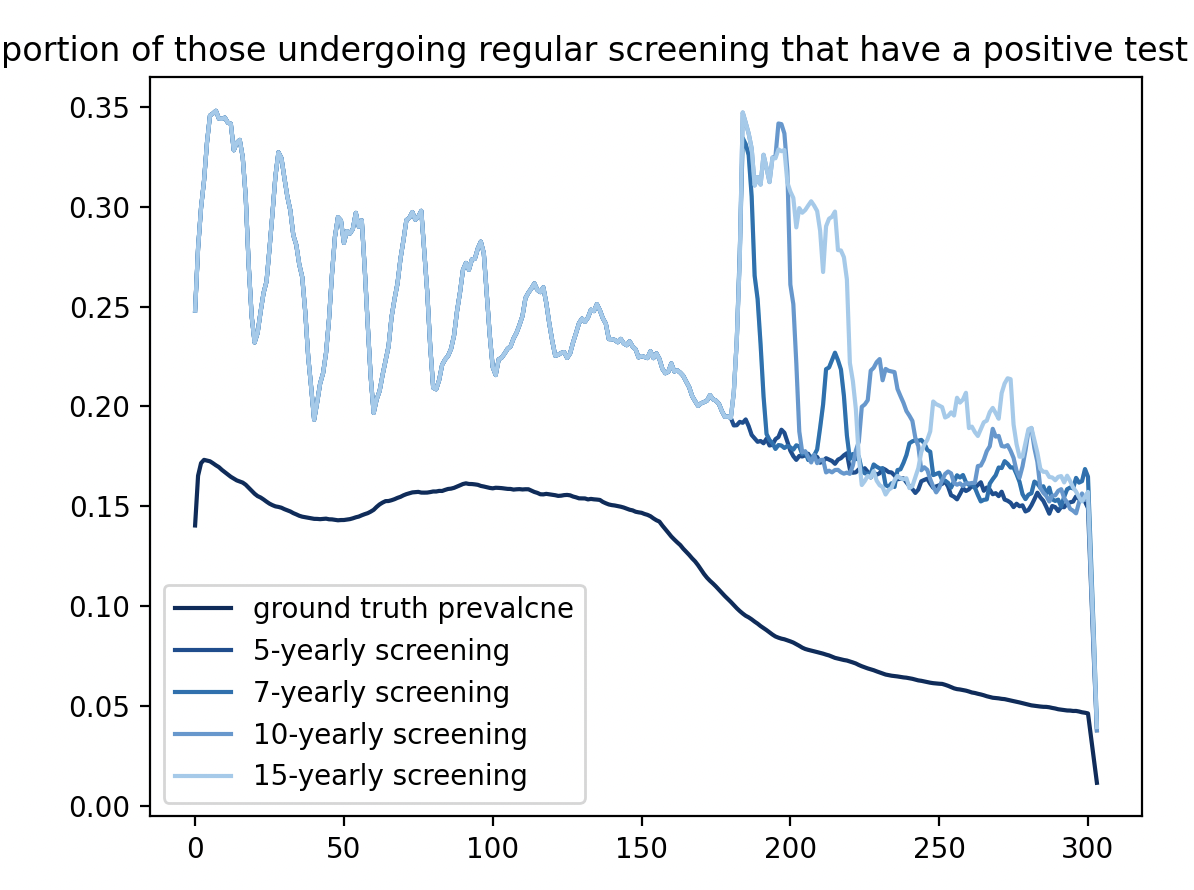 portion of those undergoing regular screening that have a positive test
0.35
0.30
0.25
0.20
0.15
0.10
0.05
0.00
ground truth prevalcne
5-yearly screening
7-yearly screening
10-yearly screening
15-yearly screening
0 50 100 150 200 250 300